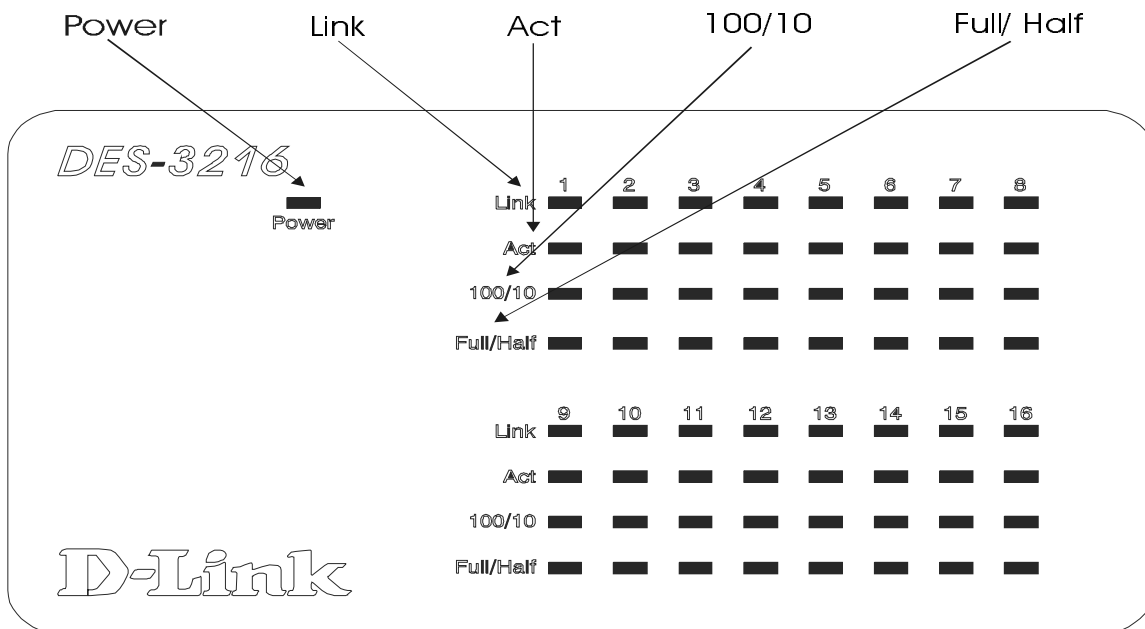 Power Link Act 100/10 Full/ Half
DES-3216
1 2 3 4 5 6 7 8
Link
Power
Act
100/10
Full/Half
9 10 11 12 13 14 15 16
Link
Act
100/10
Full/Half
D-Link